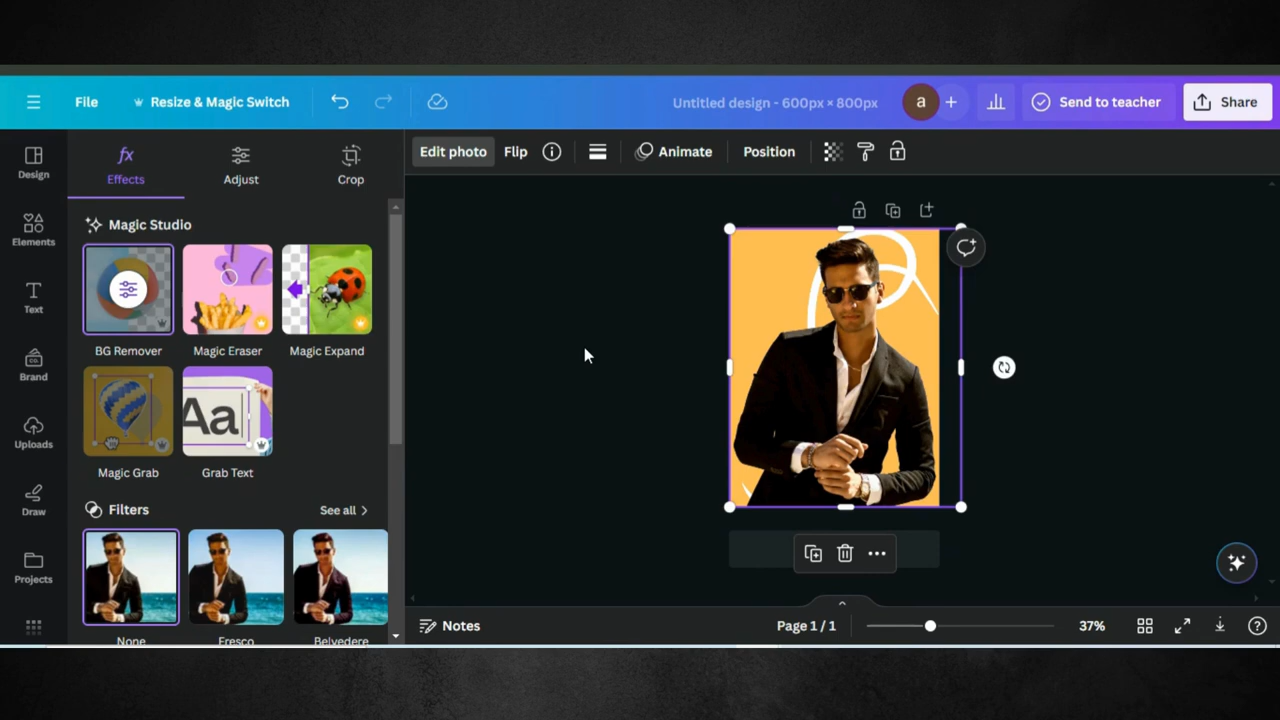 File
Resize & Magic Switch
Untitled design - 600px × 800px
a
Send to teacher
Share
Design
Elements
Text
Brand
Uploads
Draw
Projects
Effects
Adjust
Crop
Edit photo
Flip
Animate
Position
Magic Studio
BG Remover
Magic Eraser
Magic Expand
Aa
Magic Grab
Grab Text
Filters
See all
None
Fresco
Belvedere
Notes
Page 1 / 1
37%